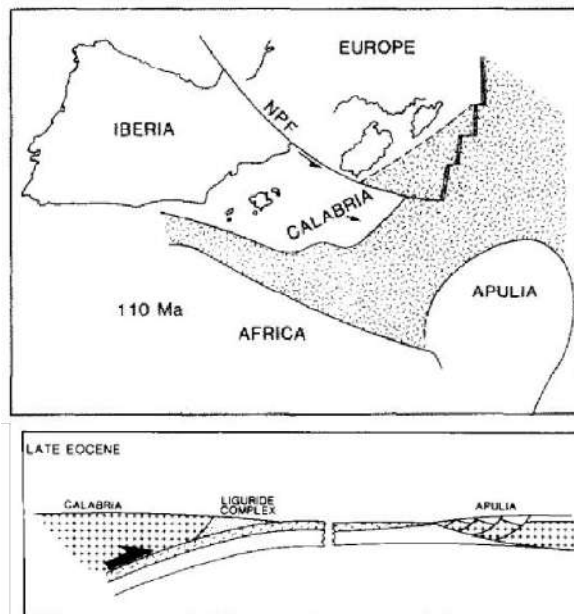 EUROPE
IBERIA
NPF
CALABRIA
APULIA
110 Ma
AFRICA
LATE EOCENE
CALABRIA
LIGURIDE
COMPLEX
APULIA